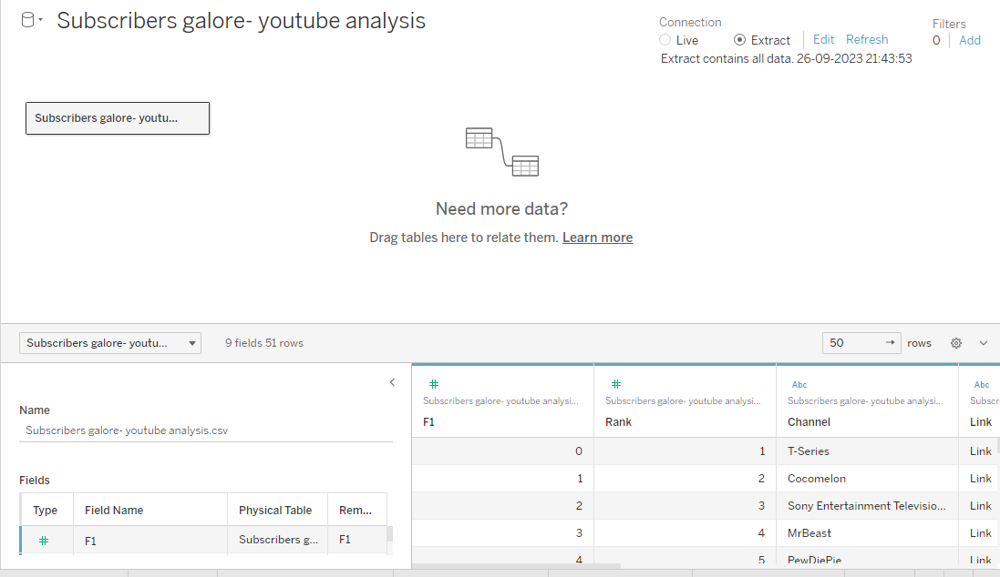 Subscribers galore- youtube analysis
Connection
Live
Extract
Edit
Refresh
Filters
0
Add
Extract contains all data. 26-09-2023 21:43:53
Subscribers galore- youtu...
Need more data?
Drag tables here to relate them. Learn more
Subscribers galore- youtu...
9 fields 51 rows
50
rows
Name
Subscribers galore- youtube analysis.csv
Fields
Type Field Name Physical Table Rem...
# F1 Subscribers g... F1
# # Abc Abc
Subscribers galore- youtube analysi... Subscribers galore- youtube analysi... Subscribers galore- youtube analysi... Subscr
F1 Rank Channel Link
0 1 T-Series Link
1 2 Cocomelon Link
2 3 Sony Entertainment Televisio... Link
3 4 MrBeast Link
4 5 PewDiePie Link